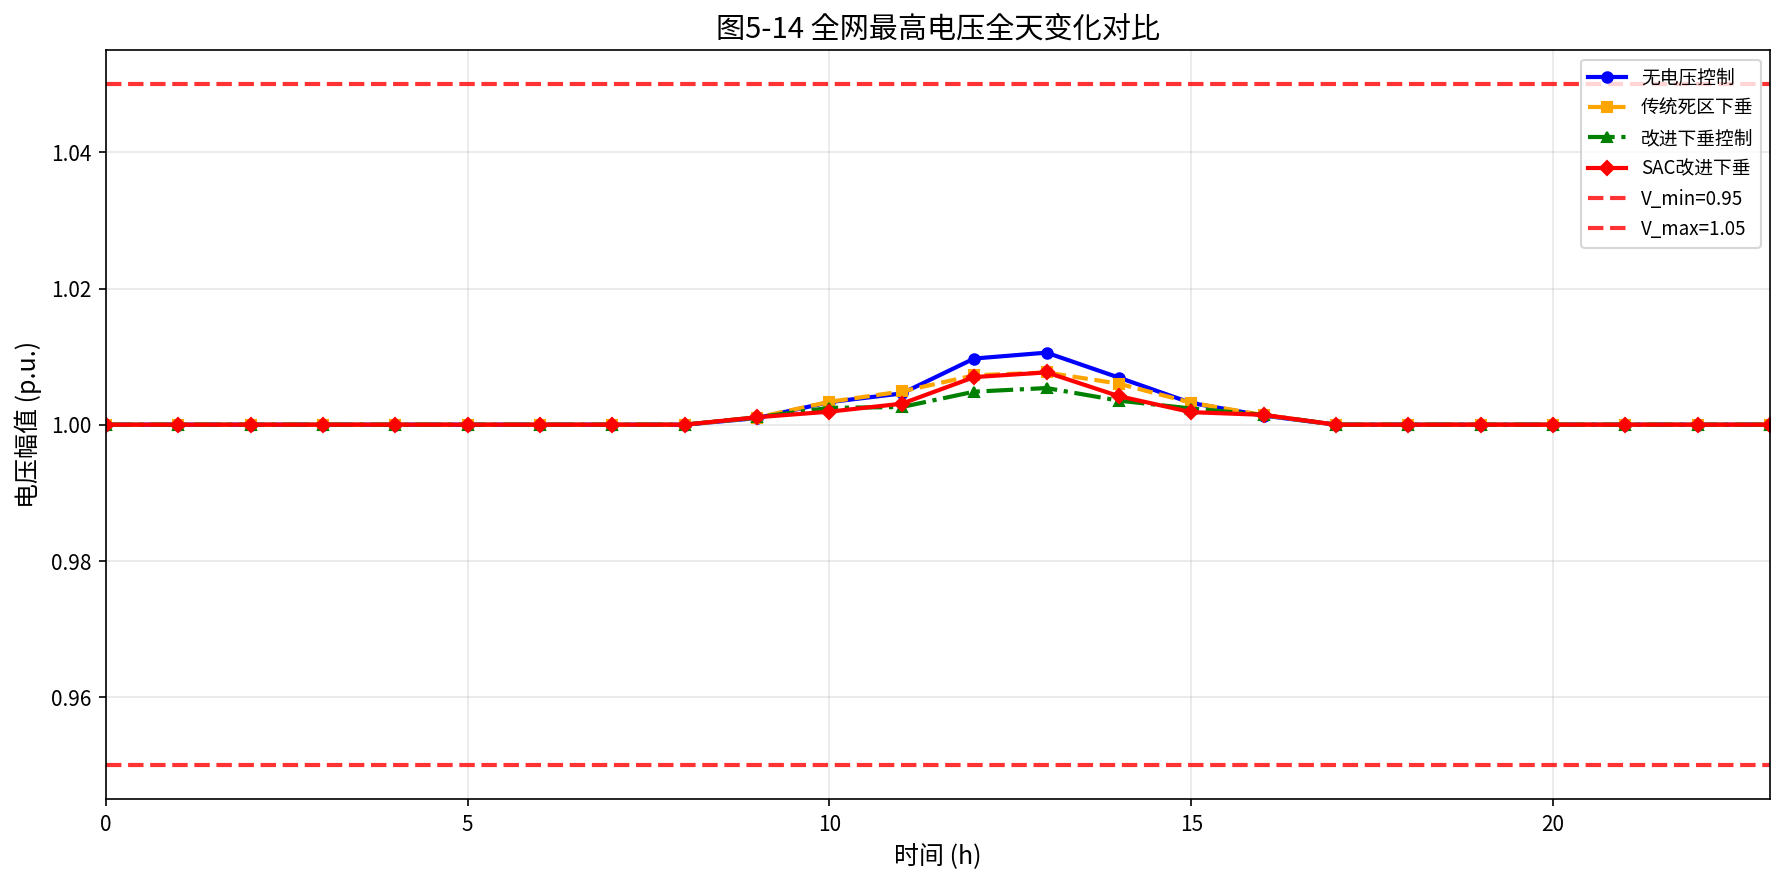 图5-14 全网最高电压全天变化对比
无电压控制
传统死区下垂
改进下垂控制
SAC改进下垂
V_min=0.95
V_max=1.05
电压幅值 (p.u.)
1.04
1.02
1.00
0.98
0.96
0
5
10
15
20
时间 (h)